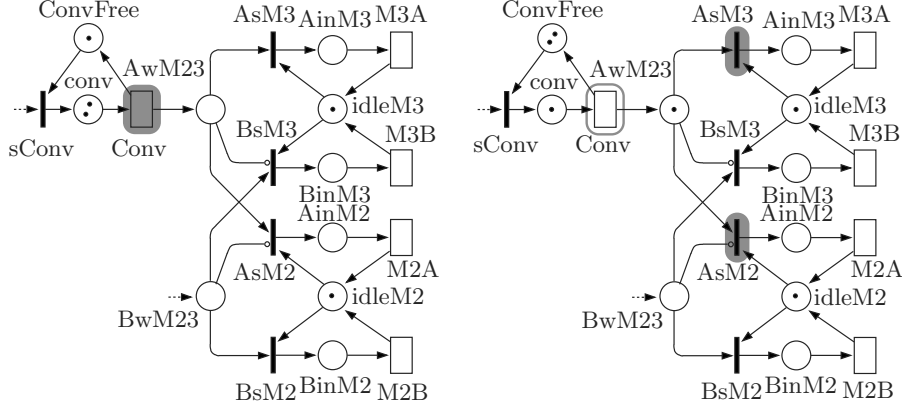 ConvFree
AsM3
AinM3
M3A
conv
AwM23
sConv
Conv
BsM3
idleM3
M3B
BinM3
AinM2
AsM2
M2A
idleM2
BwM23
BsM2
BinM2
M2B
ConvFree
AsM3
AinM3
M3A
conv
AwM23
sConv
Conv
BsM3
idleM3
M3B
BinM3
AinM2
AsM2
M2A
idleM2
BwM23
BsM2
BinM2
M2B